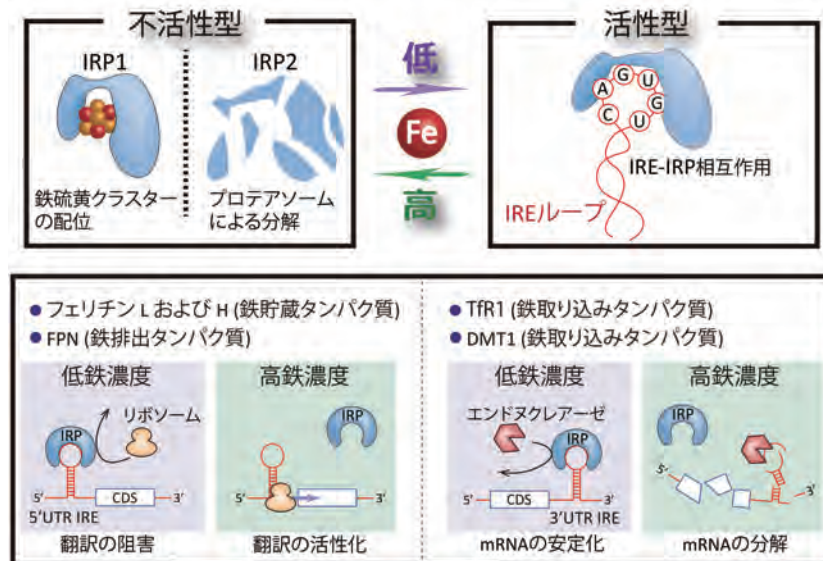 不活性型
IRP1
IRP2
鉄硫黄クラスター
の配位
プロテアソーム
による分解
低
Fe
高
活性型
A
G
U
G
U
C
IRE-IRP相互作用
IREループ
● フェリチン L および H (鉄貯蔵タンパク質)
● FPN (鉄排出タンパク質)
低鉄濃度
リボソーム
IRP
5′
CDS
3′
5′UTR IRE
翻訳の阻害
高鉄濃度
IRP
5′
3′
翻訳の活性化
● TfR1 (鉄取り込みタンパク質)
● DMT1 (鉄取り込みタンパク質)
低鉄濃度
エンドヌクレアーゼ
IRP
5′
CDS
3′
3′UTR IRE
mRNAの安定化
高鉄濃度
IRP
5′
3′
mRNAの分解